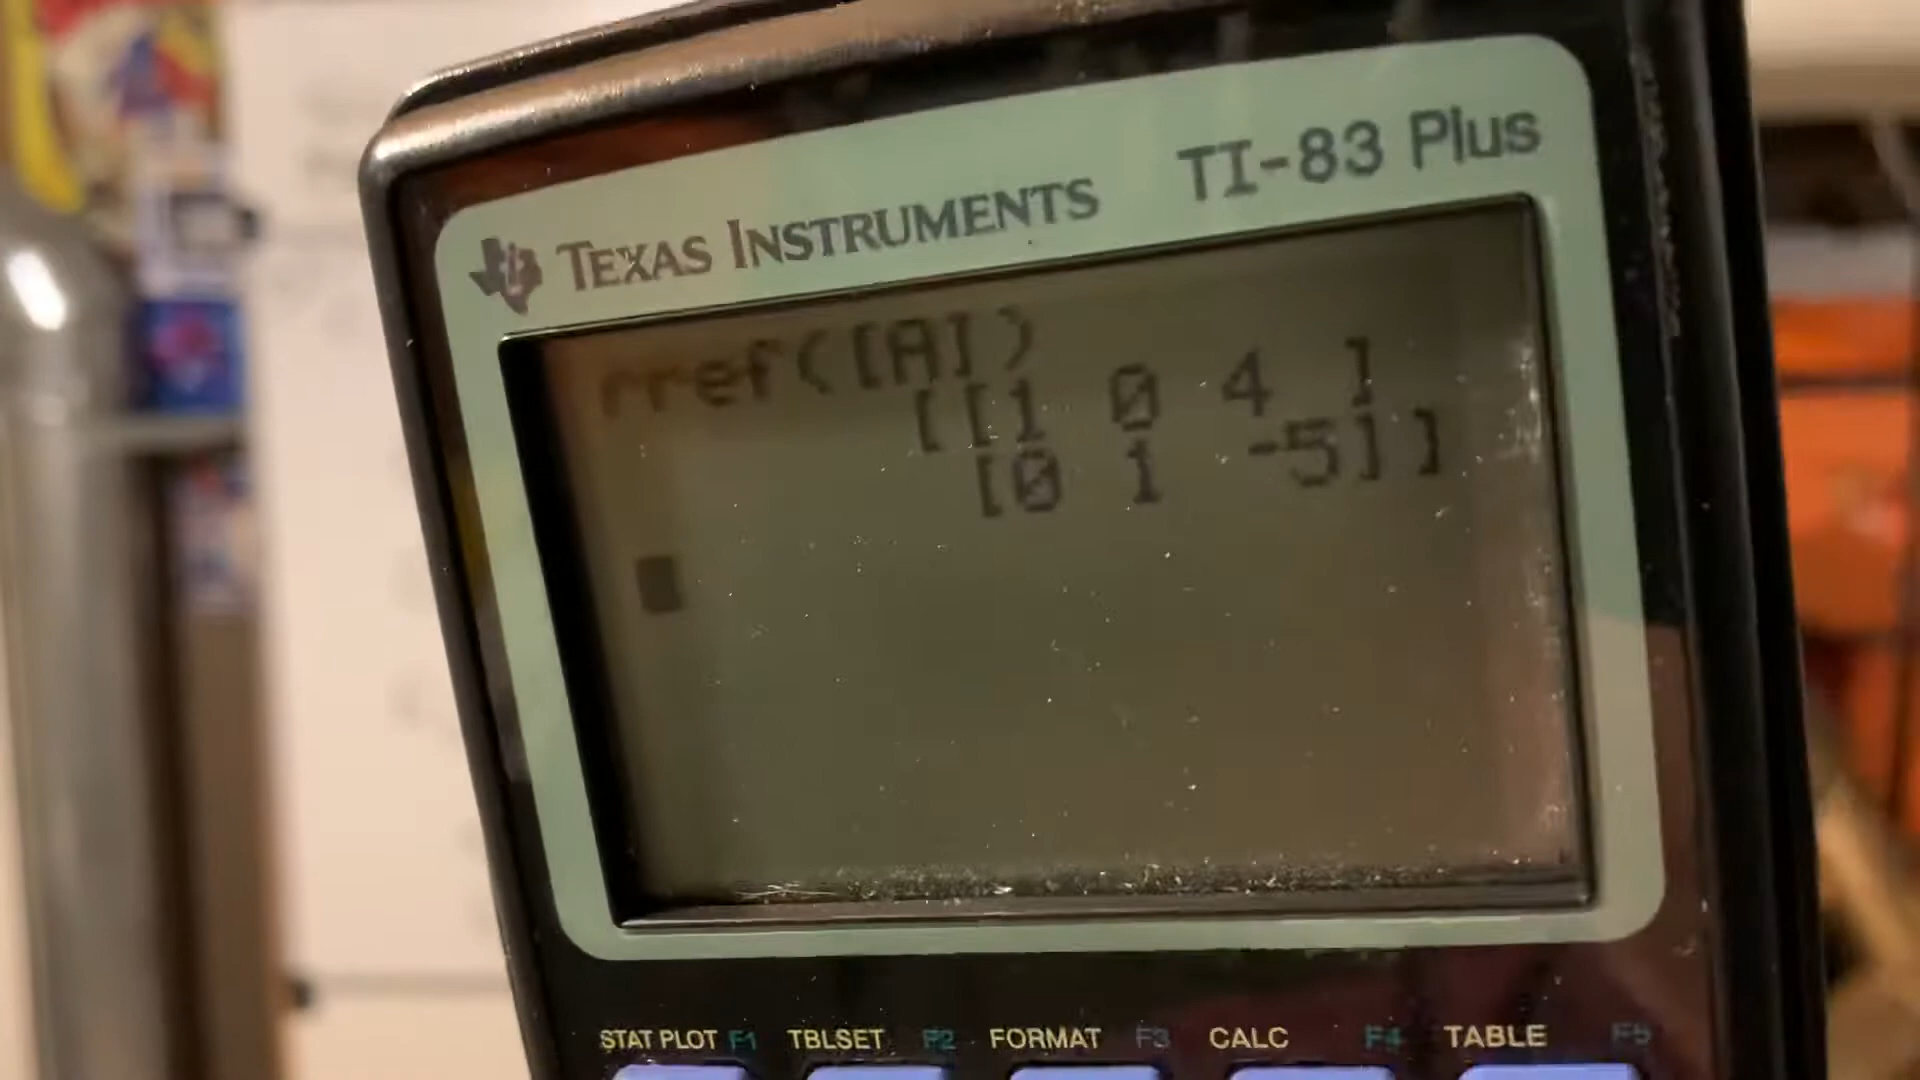 TEXAS INSTRUMENTS TI-83 Plus
rref([A])
[[1 0 4 ]
[0 1 -5]]
STAT PLOT F1 TBLSET F2 FORMAT F3 CALC F4 TABLE F5